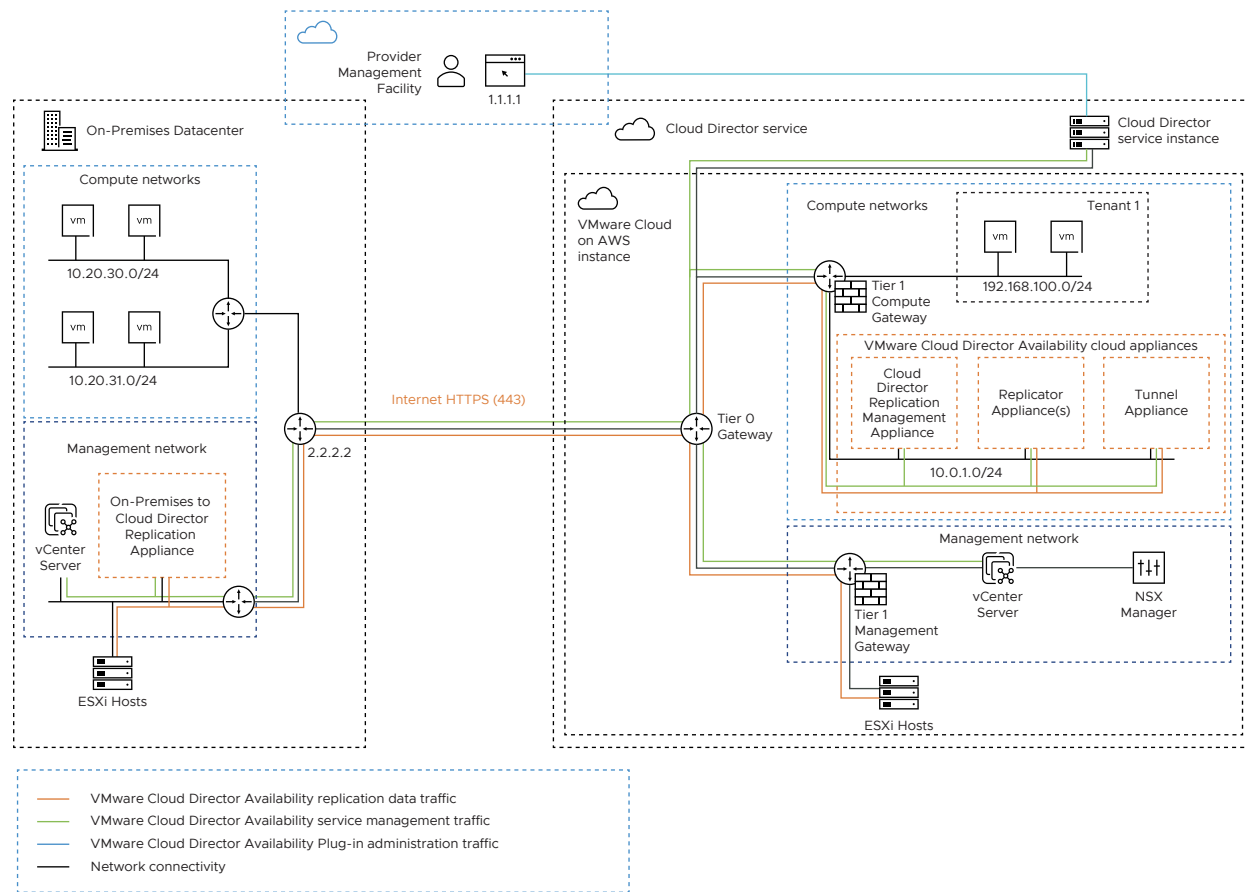 Provider
Management
Facility
1.1.1.1
On-Premises Datacenter
Compute networks
vm
vm
10.20.30.0/24
vm
vm
10.20.31.0/24
Management network
On-Premises to
Cloud Director
Replication
Appliance
vCenter
Server
ESXi Hosts
2.2.2.2
Internet HTTPS (443)
Cloud Director service
Cloud Director
service instance
VMware Cloud
on AWS
instance
Tier 0
Gateway
Compute networks
Tenant 1
vm
vm
192.168.100.0/24
Tier 1
Compute
Gateway
VMware Cloud Director Availability cloud appliances
Cloud
Director
Replication
Management
Appliance
Replicator
Appliance(s)
Tunnel
Appliance
10.0.1.0/24
Management network
Tier 1
Management
Gateway
vCenter
Server
NSX
Manager
ESXi Hosts
VMware Cloud Director Availability replication data traffic
VMware Cloud Director Availability service management traffic
VMware Cloud Director Availability Plug-in administration traffic
Network connectivity